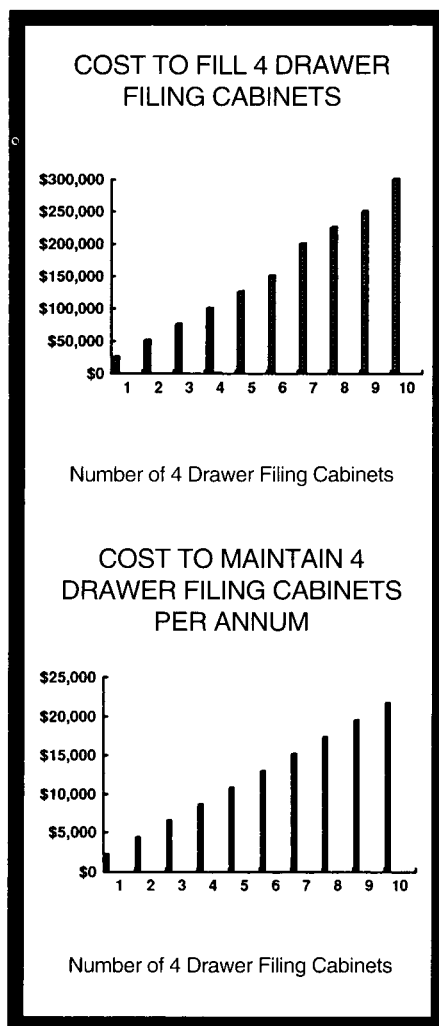 COST TO FILL 4 DRAWER
FILING CABINETS
$300,000
$250,000
$200,000
$150,000
$100,000
$50,000
$0
1 2 3 4 5 6 7 8 9 10
Number of 4 Drawer Filing Cabinets
COST TO MAINTAIN 4
DRAWER FILING CABINETS
PER ANNUM
$25,000
$20,000
$15,000
$10,000
$5,000
$0
1 2 3 4 5 6 7 8 9 10
Number of 4 Drawer Filing Cabinets